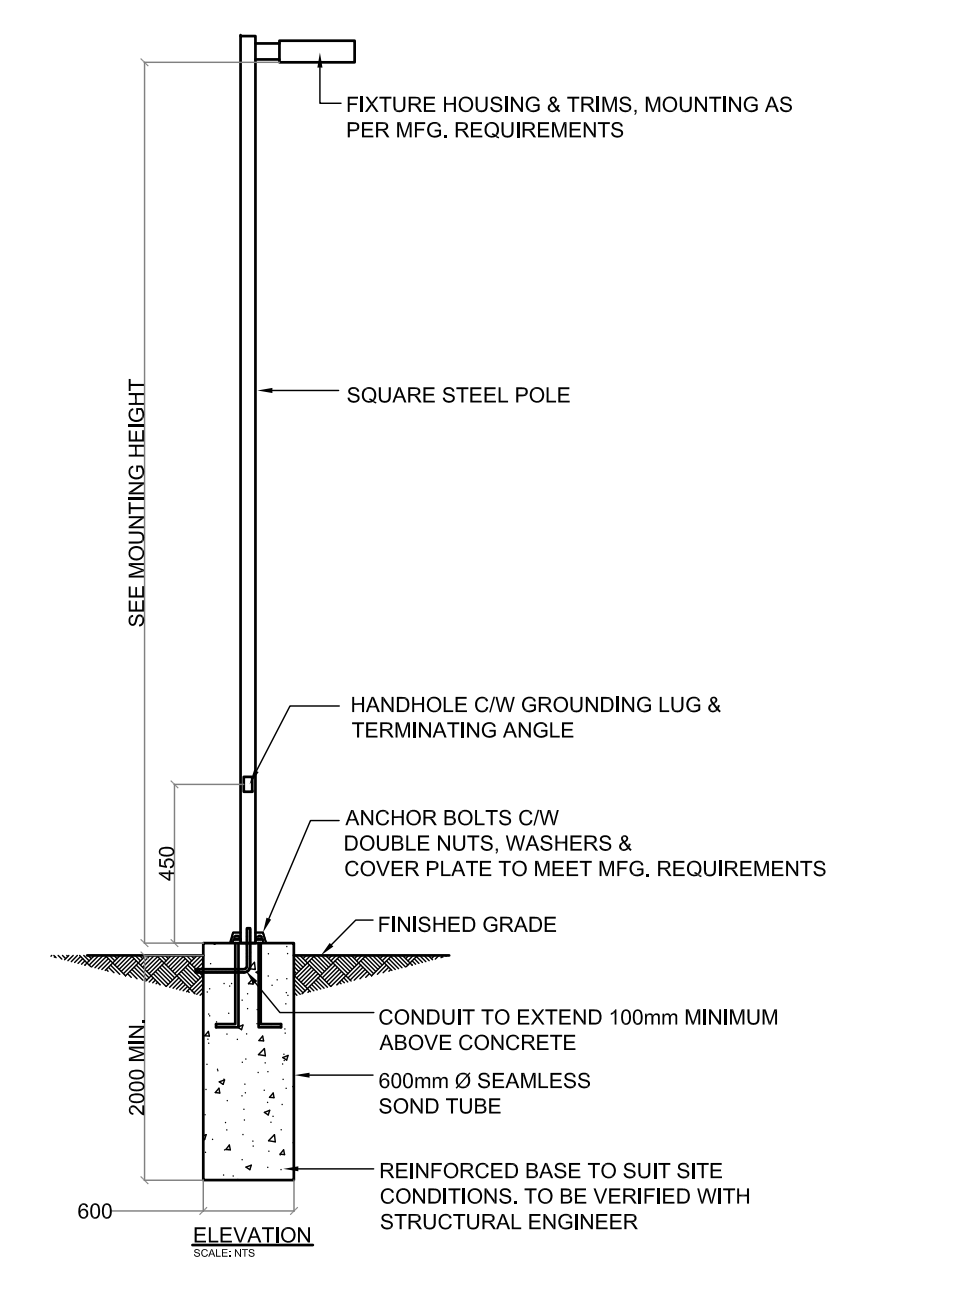 FIXTURE HOUSING & TRIMS, MOUNTING AS
PER MFG. REQUIREMENTS
SQUARE STEEL POLE
SEE MOUNTING HEIGHT
HANDHOLE C/W GROUNDING LUG &
TERMINATING ANGLE
ANCHOR BOLTS C/W
DOUBLE NUTS, WASHERS &
COVER PLATE TO MEET MFG. REQUIREMENTS
450
FINISHED GRADE
CONDUIT TO EXTEND 100mm MINIMUM
ABOVE CONCRETE
2000 MIN.
600mm Ø SEAMLESS
SOND TUBE
REINFORCED BASE TO SUIT SITE
CONDITIONS. TO BE VERIFIED WITH
STRUCTURAL ENGINEER
600
ELEVATION
SCALE: NTS